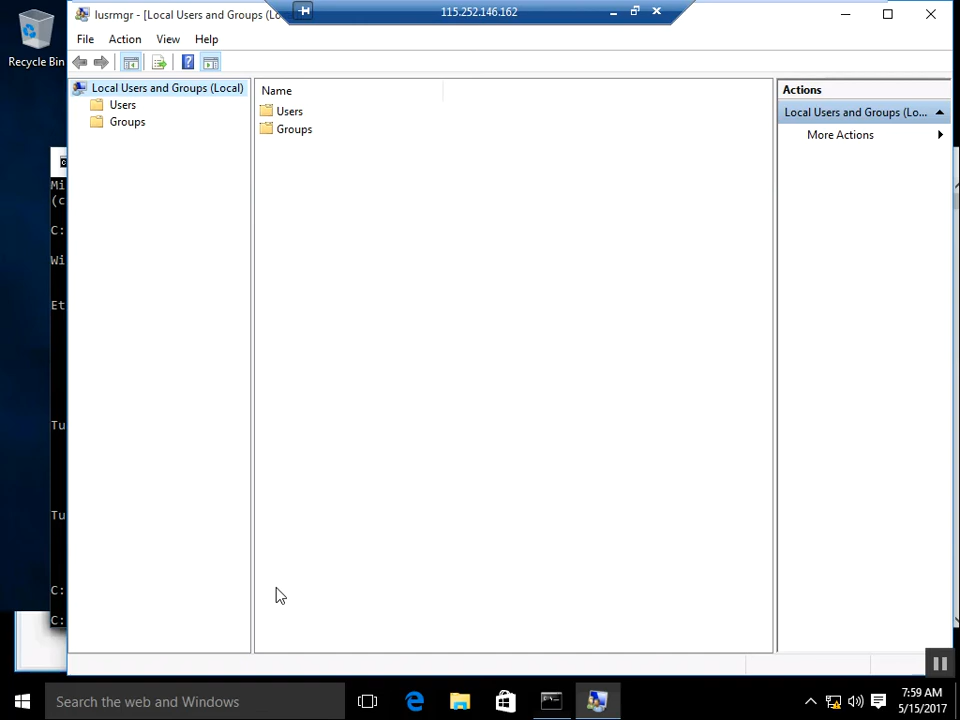 lusrmgr - [Local Users and Groups (Lo
115.252.146.162
Recycle Bin
File Action View Help
Local Users and Groups (Local)
Users
Groups
Name
Users
Groups
Actions
Local Users and Groups (Lo...
More Actions
Mi
(c
C:
Wi
Et
Tu
Tu
C:
C:
Search the web and Windows
7:59 AM
5/15/2017